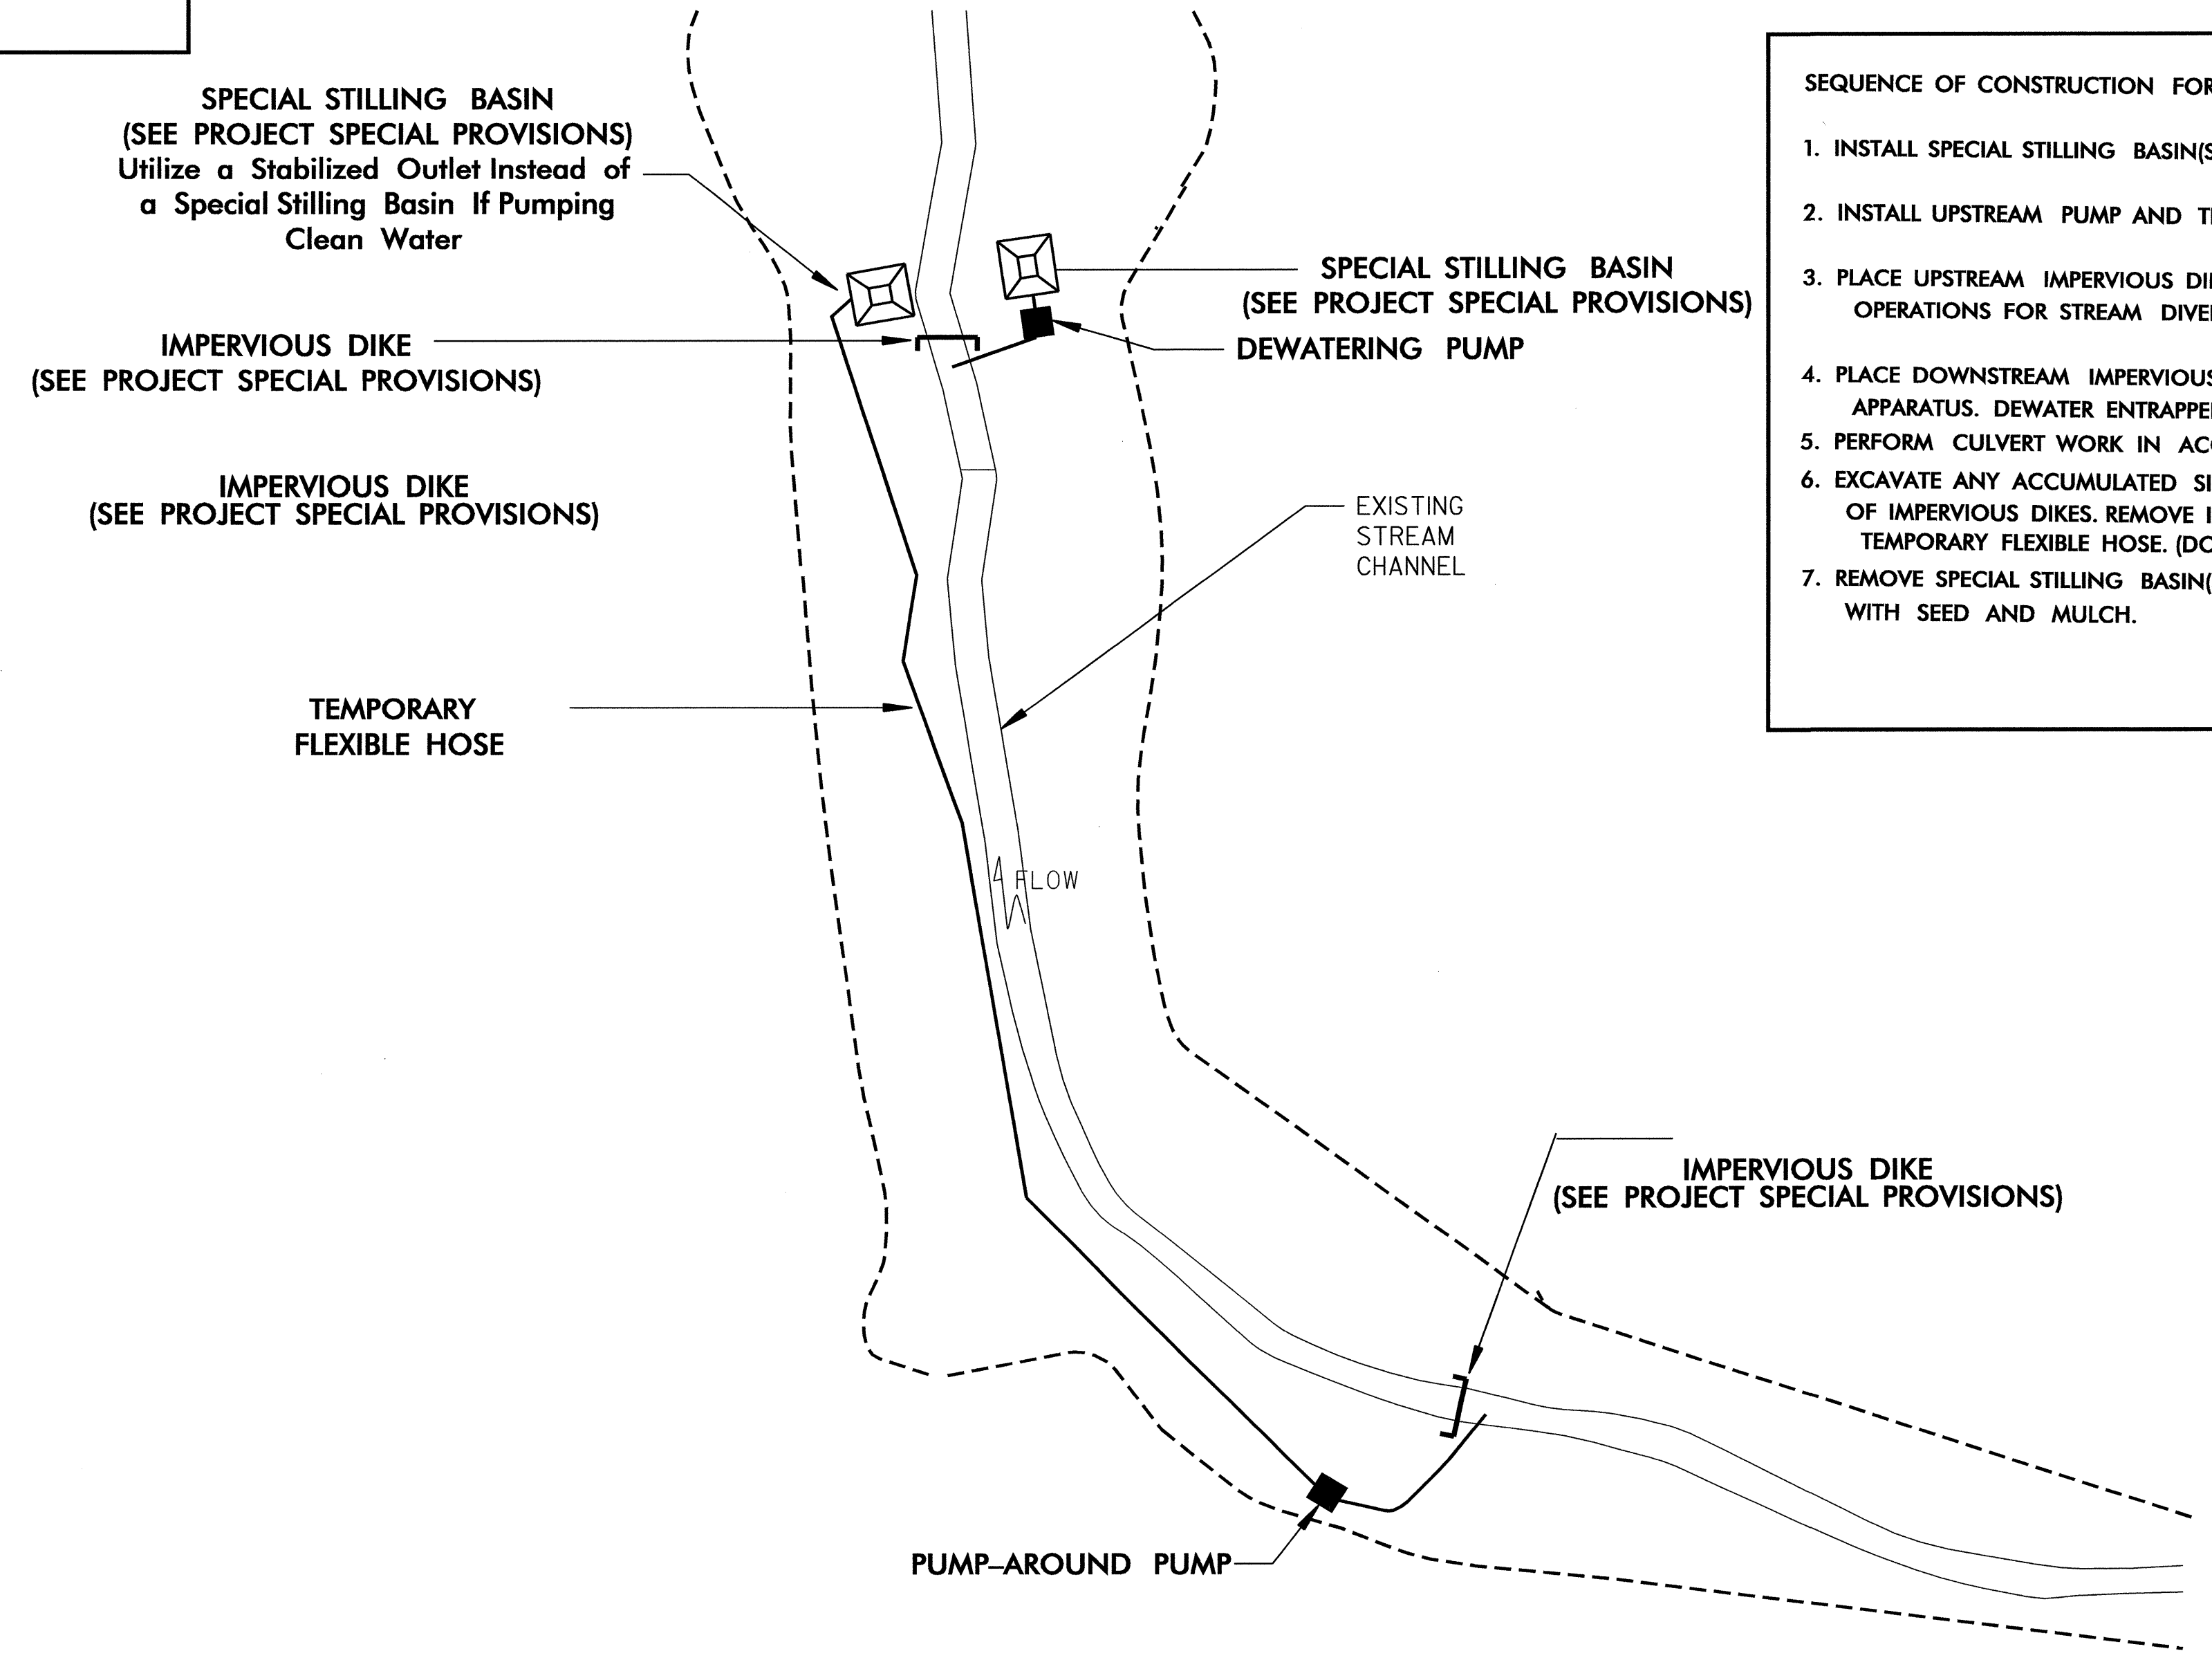 SPECIAL STILLING BASIN
(SEE PROJECT SPECIAL PROVISIONS)
Utilize a Stabilized Outlet Instead of
a Special Stilling Basin If Pumping
Clean Water
IMPERVIOUS DIKE
(SEE PROJECT SPECIAL PROVISIONS)
IMPERVIOUS DIKE
(SEE PROJECT SPECIAL PROVISIONS)
TEMPORARY
FLEXIBLE HOSE
SPECIAL STILLING BASIN
(SEE PROJECT SPECIAL PROVISIONS)
DEWATERING PUMP
EXISTING
STREAM
CHANNEL
FLOW
IMPERVIOUS DIKE
(SEE PROJECT SPECIAL PROVISIONS)
PUMP-AROUND PUMP
SEQUENCE OF CONSTRUCTION FOR
1. INSTALL SPECIAL STILLING BASIN(S
2. INSTALL UPSTREAM PUMP AND
3. PLACE UPSTREAM IMPERVIOUS
OPERATIONS FOR STREAM
4. PLACE DOWNSTREAM IMPERVIOUS
APPARATUS. DEWATER
5. PERFORM CULVERT WORK IN
6. EXCAVATE ANY ACCUMULATED
OF IMPERVIOUS DIKES. REMOVE
TEMPORARY FLEXIBLE HOSE. (DO
7. REMOVE SPECIAL STILLING BASIN(
WITH SEED AND MULCH.